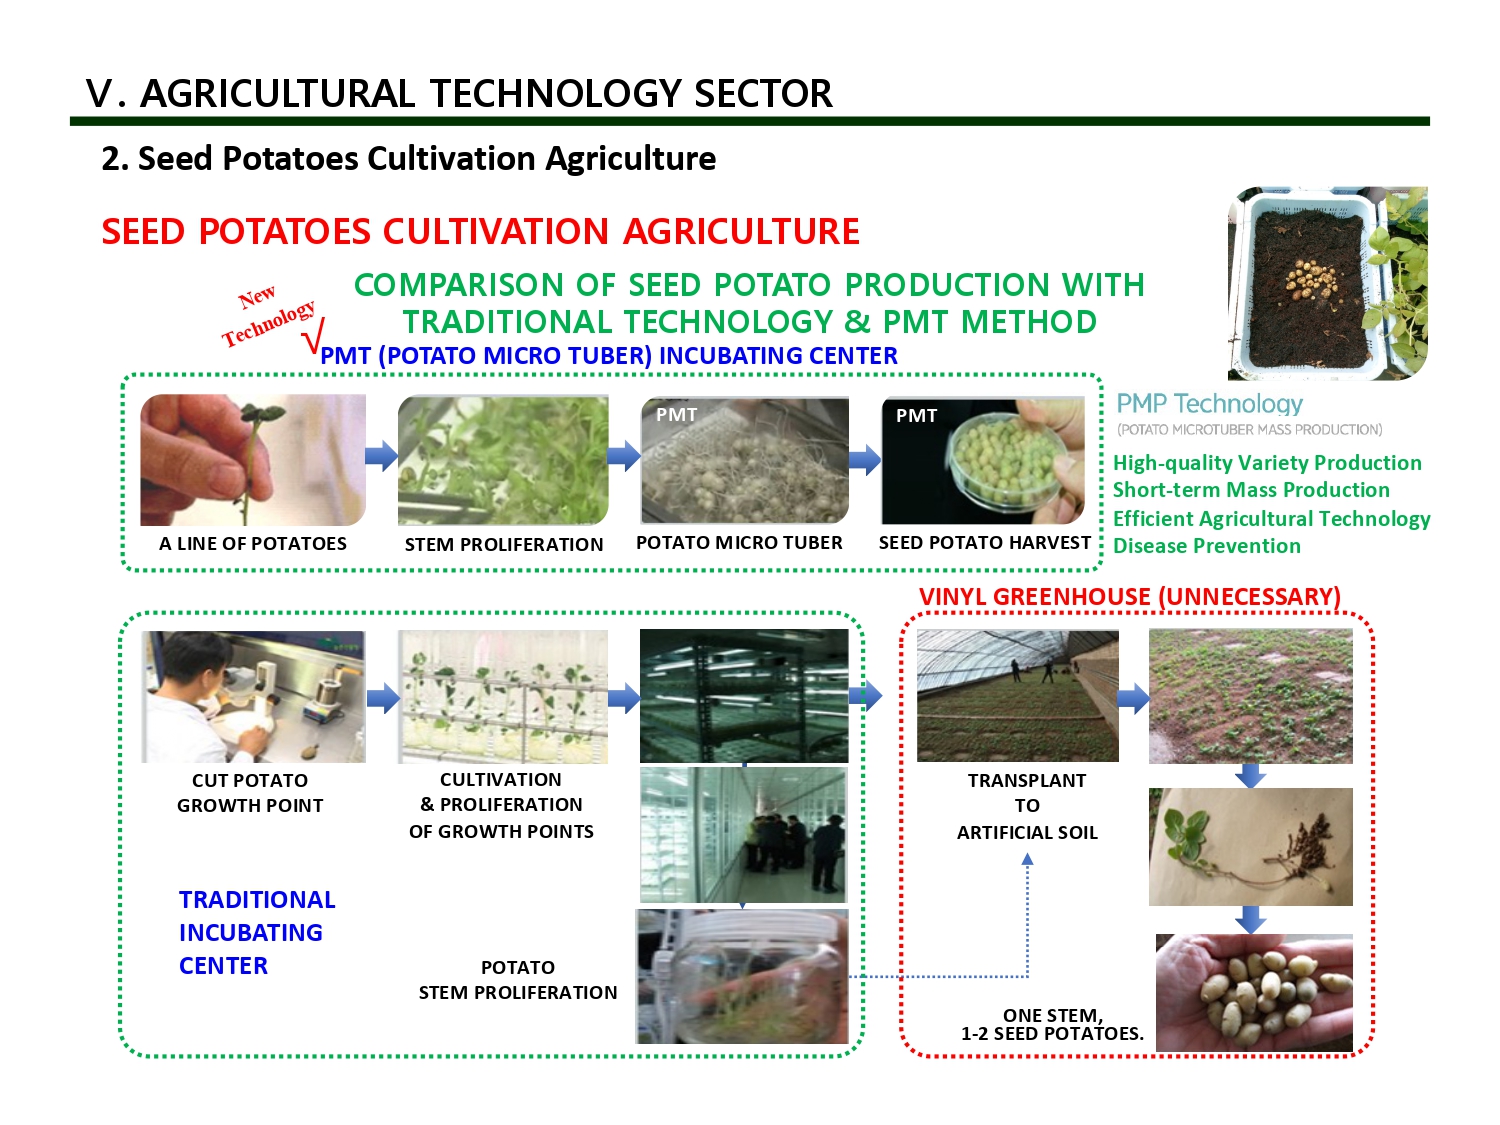 V. AGRICULTURAL TECHNOLOGY SECTOR
2. Seed Potatoes Cultivation Agriculture
SEED POTATOES CULTIVATION AGRICULTURE
COMPARISON OF SEED POTATO PRODUCTION WITH
TRADITIONAL TECHNOLOGY & PMT METHOD
New
Technology
√
PMT (POTATO MICRO TUBER) INCUBATING CENTER
PMT
PMT
A LINE OF POTATOES
STEM PROLIFERATION
POTATO MICRO TUBER
SEED POTATO HARVEST
PMP Technology
(POTATO MICROTUBER MASS PRODUCTION)
High-quality Variety Production
Short-term Mass Production
Efficient Agricultural Technology
Disease Prevention
VINYL GREENHOUSE (UNNECESSARY)
CUT POTATO
GROWTH POINT
CULTIVATION
& PROLIFERATION
OF GROWTH POINTS
TRANSPLANT
TO
ARTIFICIAL SOIL
TRADITIONAL
INCUBATING
CENTER
POTATO
STEM PROLIFERATION
ONE STEM,
1-2 SEED POTATOES.